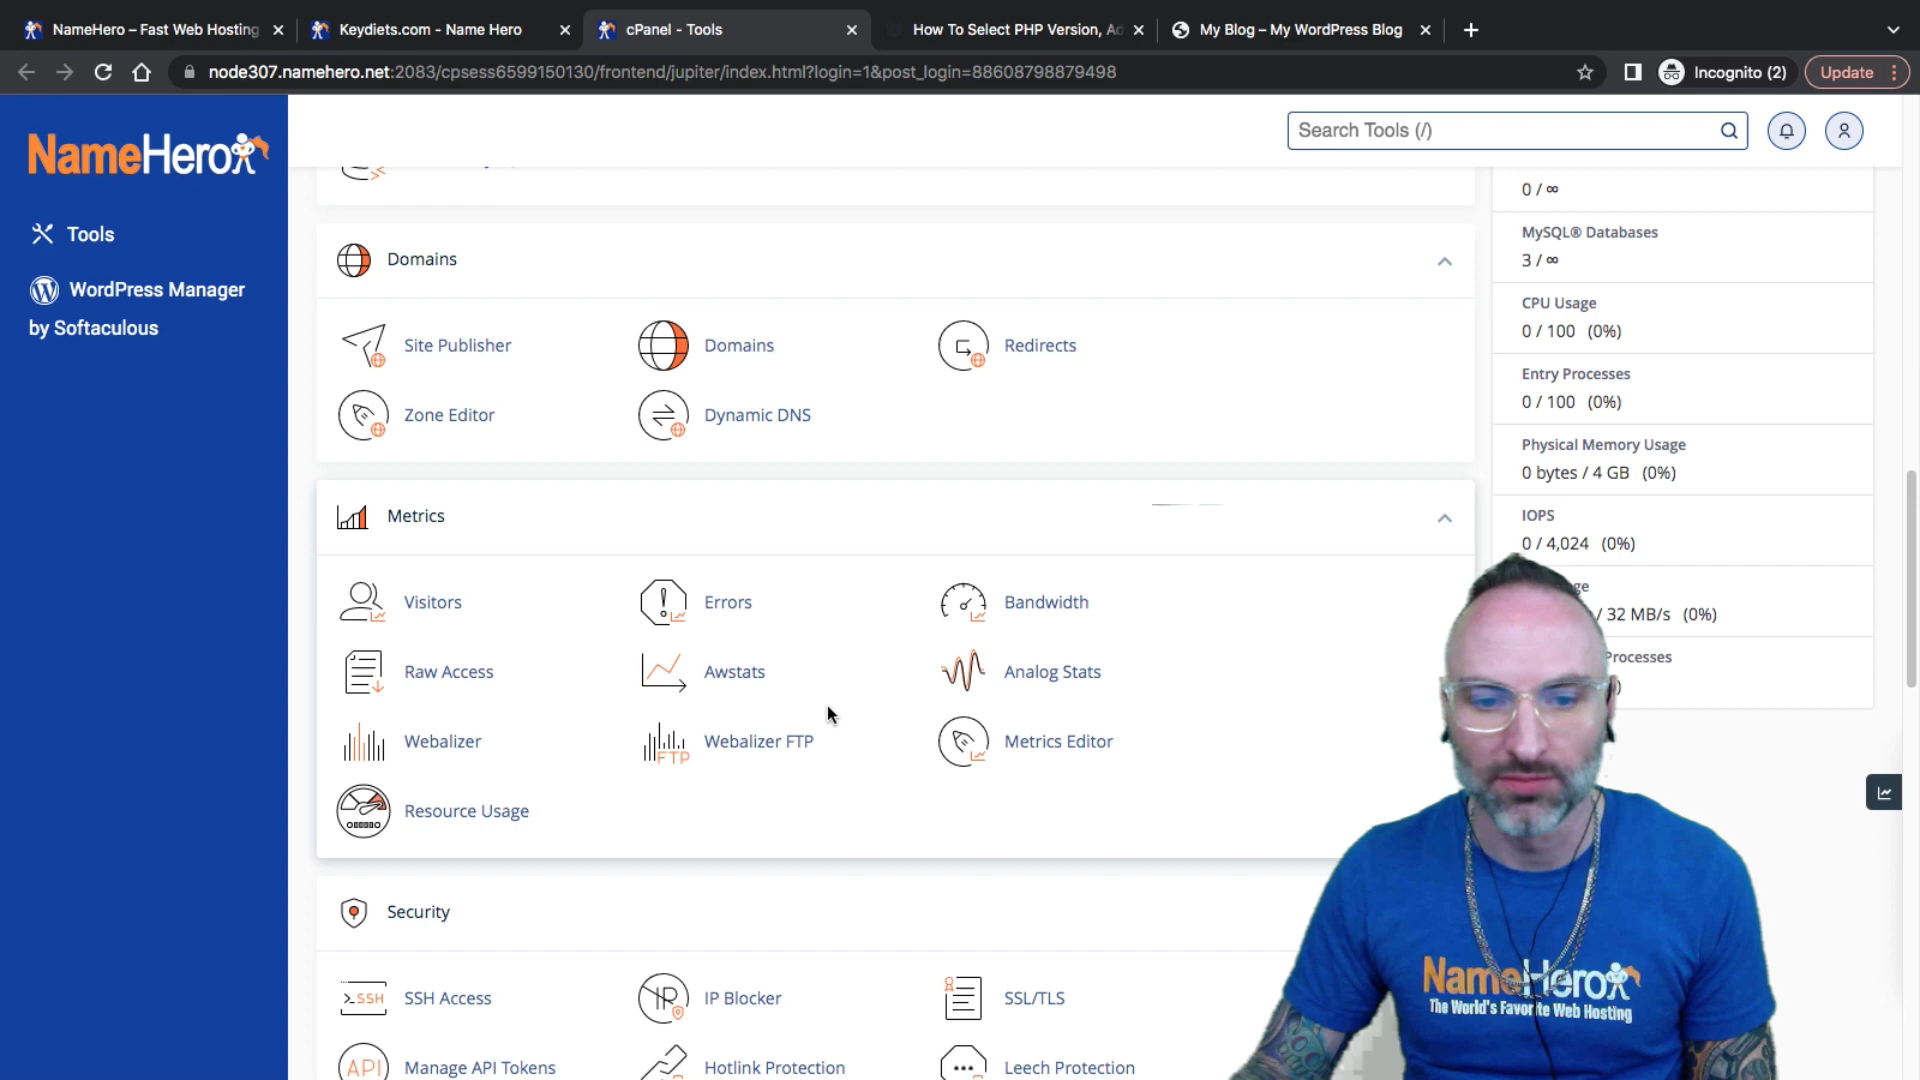 NameHero – Fast Web Hosting
Keydiets.com - Name Hero
cPanel - Tools
How To Select PHP Version, Ad
My Blog – My WordPress Blog
node307.namehero.net:2083/cpsess6599150130/frontend/jupiter/index.html?login=1&post_login=88608798879498
Incognito (2)
Update
NameHero
Search Tools (/)
Tools
WordPress Manager
by Softaculous
0 / ∞
MySQL® Databases
3 / ∞
CPU Usage
0 / 100 (0%)
Entry Processes
0 / 100 (0%)
Physical Memory Usage
0 bytes / 4 GB (0%)
IOPS
0 / 4,024 (0%)
/ 32 MB/s (0%)
Processes
Domains
Site Publisher
Domains
Redirects
Zone Editor
Dynamic DNS
Metrics
Visitors
Errors
Bandwidth
Raw Access
Awstats
Analog Stats
Webalizer
FTP
Webalizer FTP
Metrics Editor
Resource Usage
Security
>_SSH
SSH Access
IP
IP Blocker
SSL/TLS
API
Manage API Tokens
Hotlink Protection
Leech Protection
NameHero
The World's Favorite Web Hosting